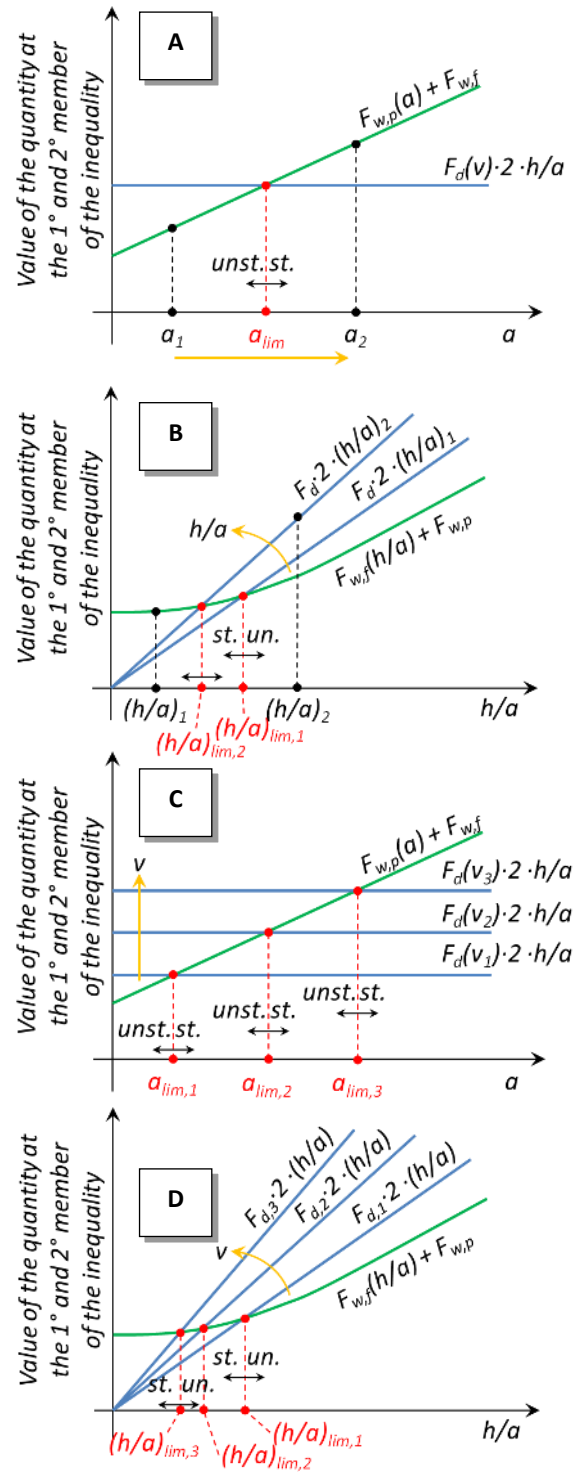 A
Value of the quantity at
the 1° and 2° member
of the inequality
F_w,p(a) + F_w,f
F_d(v)·2·h/a
unst. st.
a_1
a_lim
a_2
a
B
Value of the quantity at
the 1° and 2° member
of the inequality
F_d·2·(h/a)_2
F_d·2·(h/a)_1
h/a
F_w,f(h/a) + F_w,p
st. un.
(h/a)_1
(h/a)_2
h/a
(h/a)_lim,1
(h/a)_lim,2
C
Value of the quantity at
the 1° and 2° member
of the inequality
v
F_w,p(a) + F_w,f
F_d(v_3)·2·h/a
F_d(v_2)·2·h/a
F_d(v_1)·2·h/a
unst. st.
unst. st.
unst. st.
a_lim,1
a_lim,2
a_lim,3
a
D
Value of the quantity at
the 1° and 2° member
of the inequality
F_d,3·2·(h/a)
F_d,2·2·(h/a)
F_d,1·2·(h/a)
v
F_w,f(h/a) + F_w,p
st. un.
st. un.
(h/a)_lim,1
h/a
(h/a)_lim,3
(h/a)_lim,2